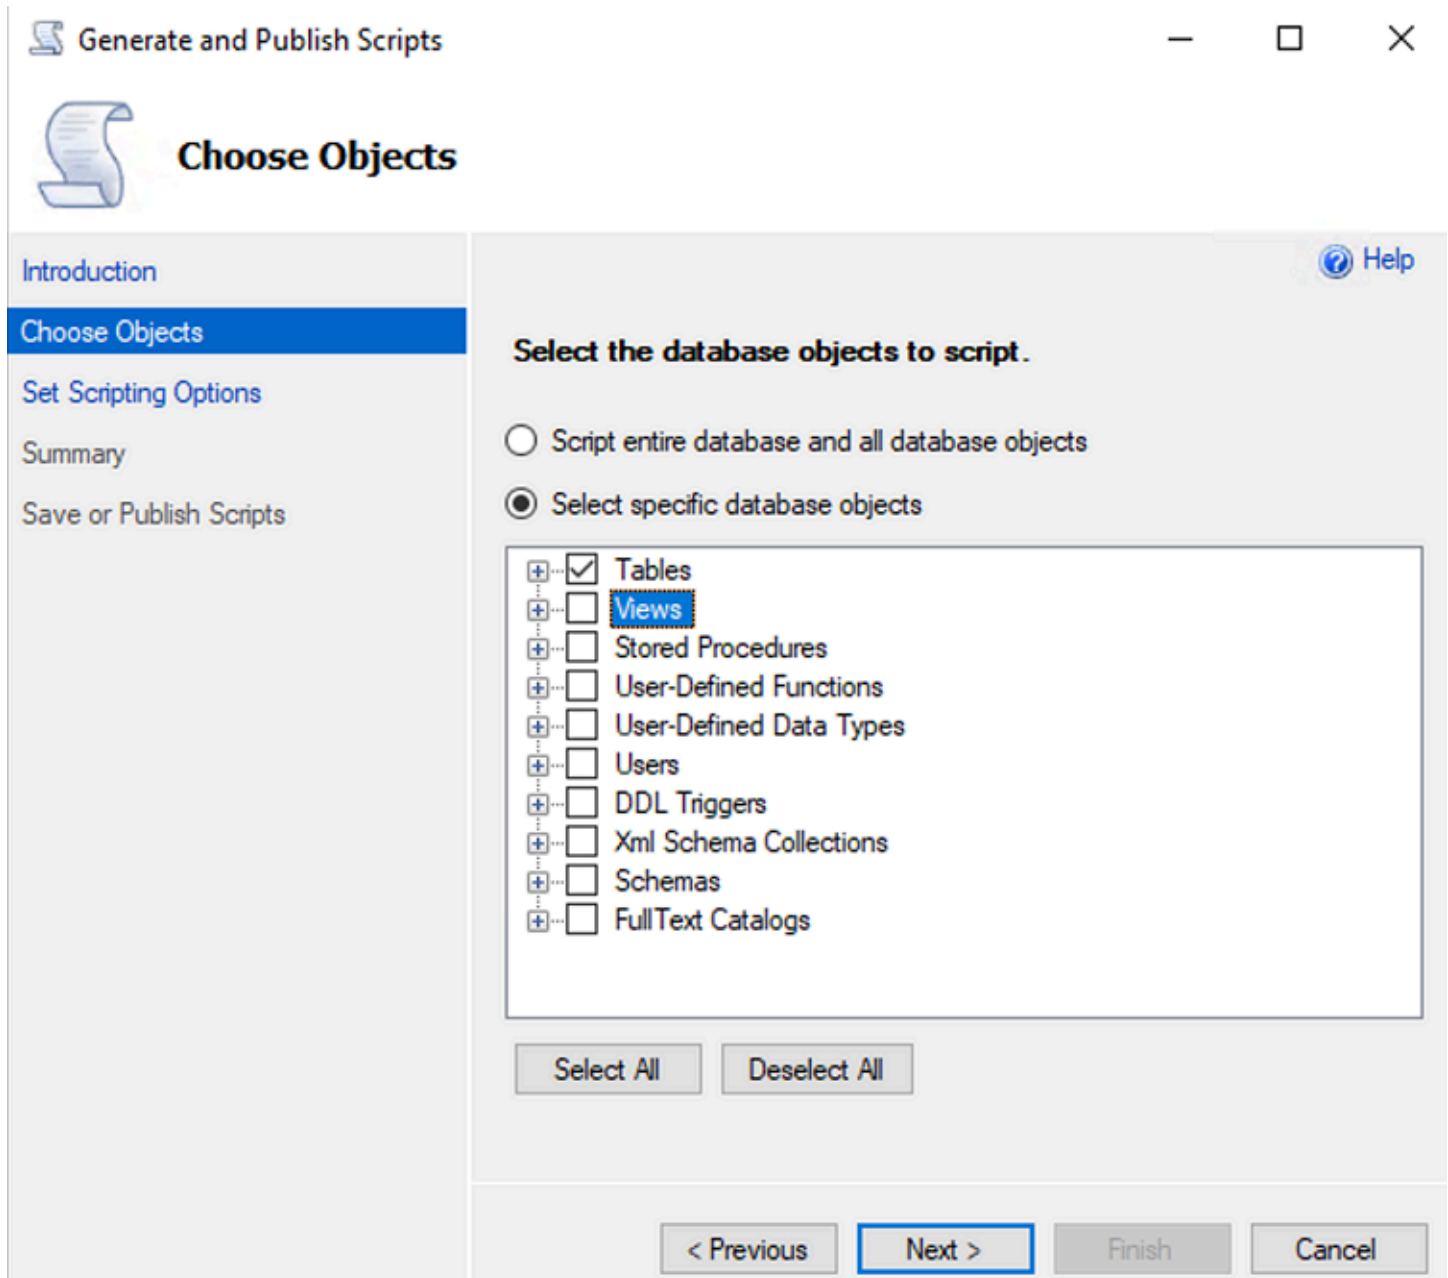 Generate and Publish Scripts
Choose Objects
Introduction
Choose Objects
Set Scripting Options
Summary
Save or Publish Scripts
Help
Select the database objects to script.
Script entire database and all database objects
Select specific database objects
Tables
Views
Stored Procedures
User-Defined Functions
User-Defined Data Types
Users
DDL Triggers
Xml Schema Collections
Schemas
FullText Catalogs
Select All
Deselect All
< Previous
Next >
Finish
Cancel